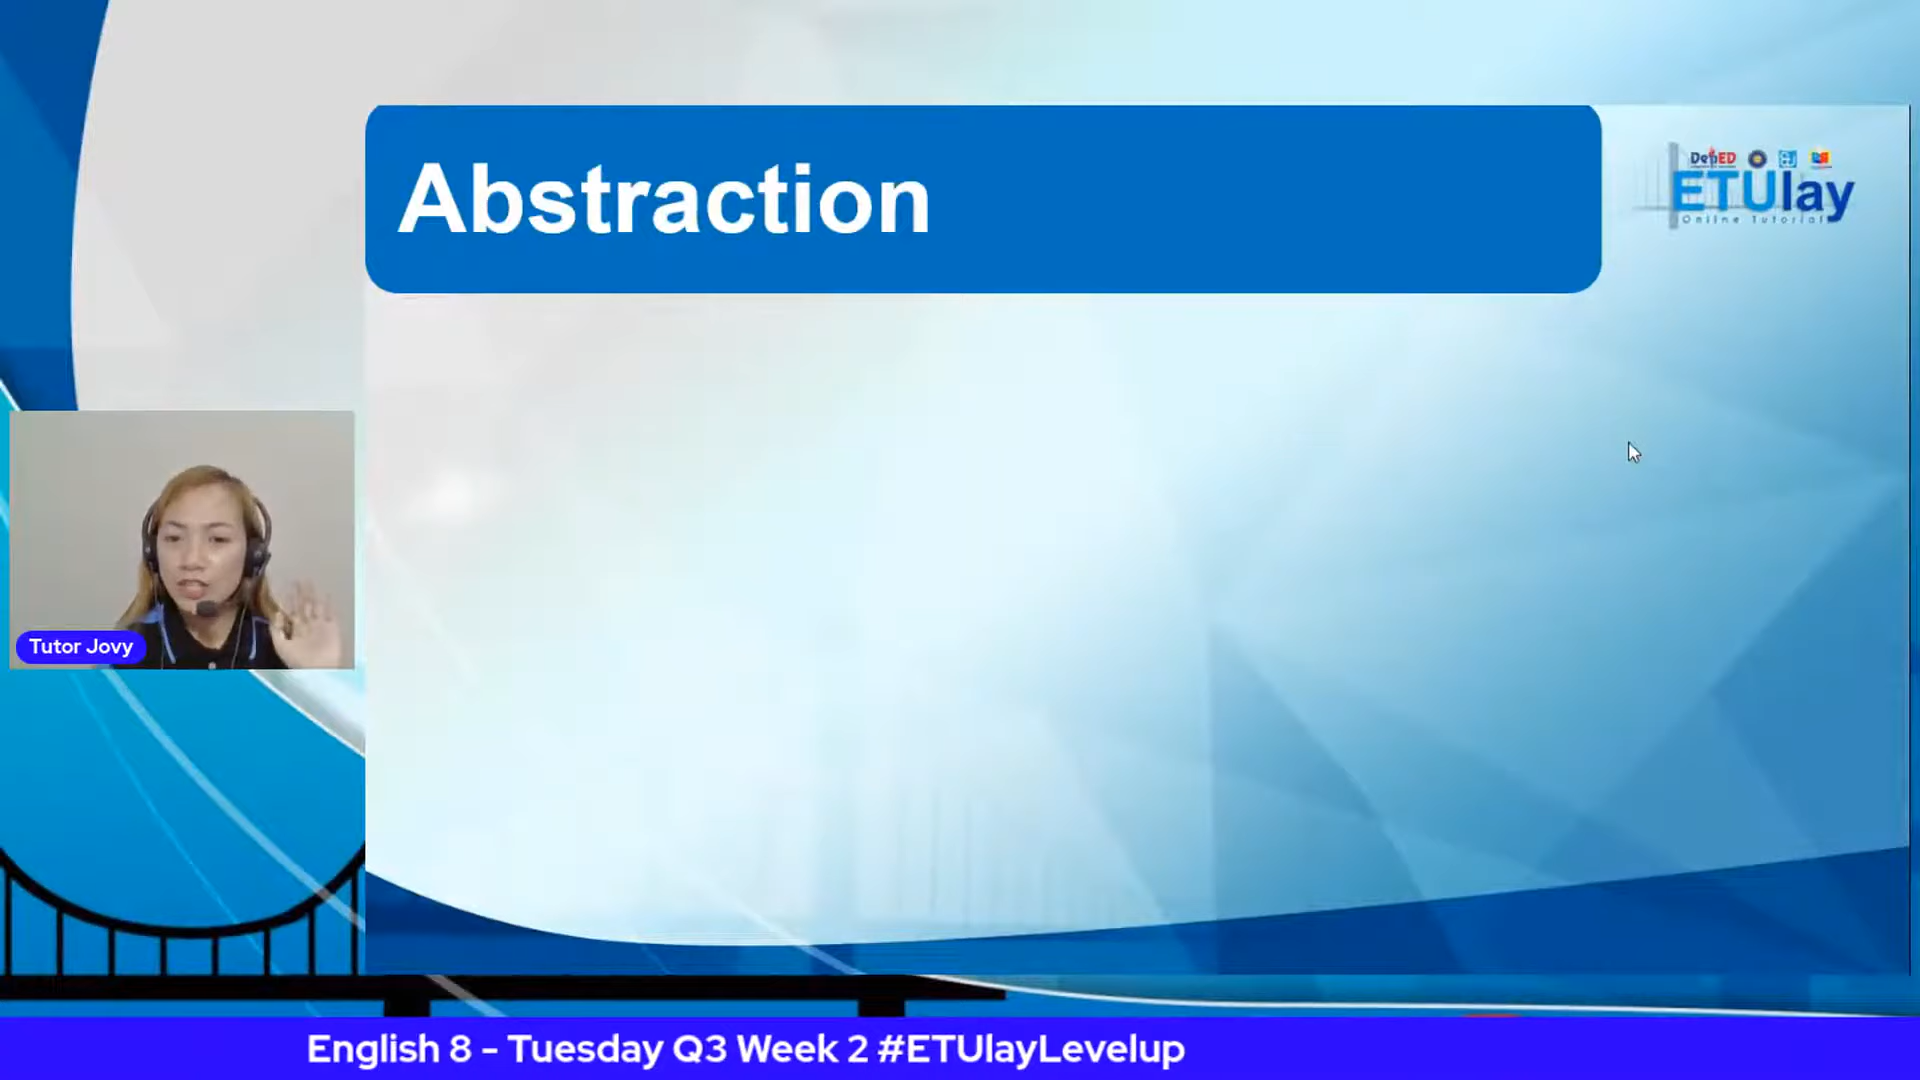 Abstraction
DepED
ETUlay
Online Tutorial
Tutor Jovy
English 8 - Tuesday Q3 Week 2 #ETUlayLevelup